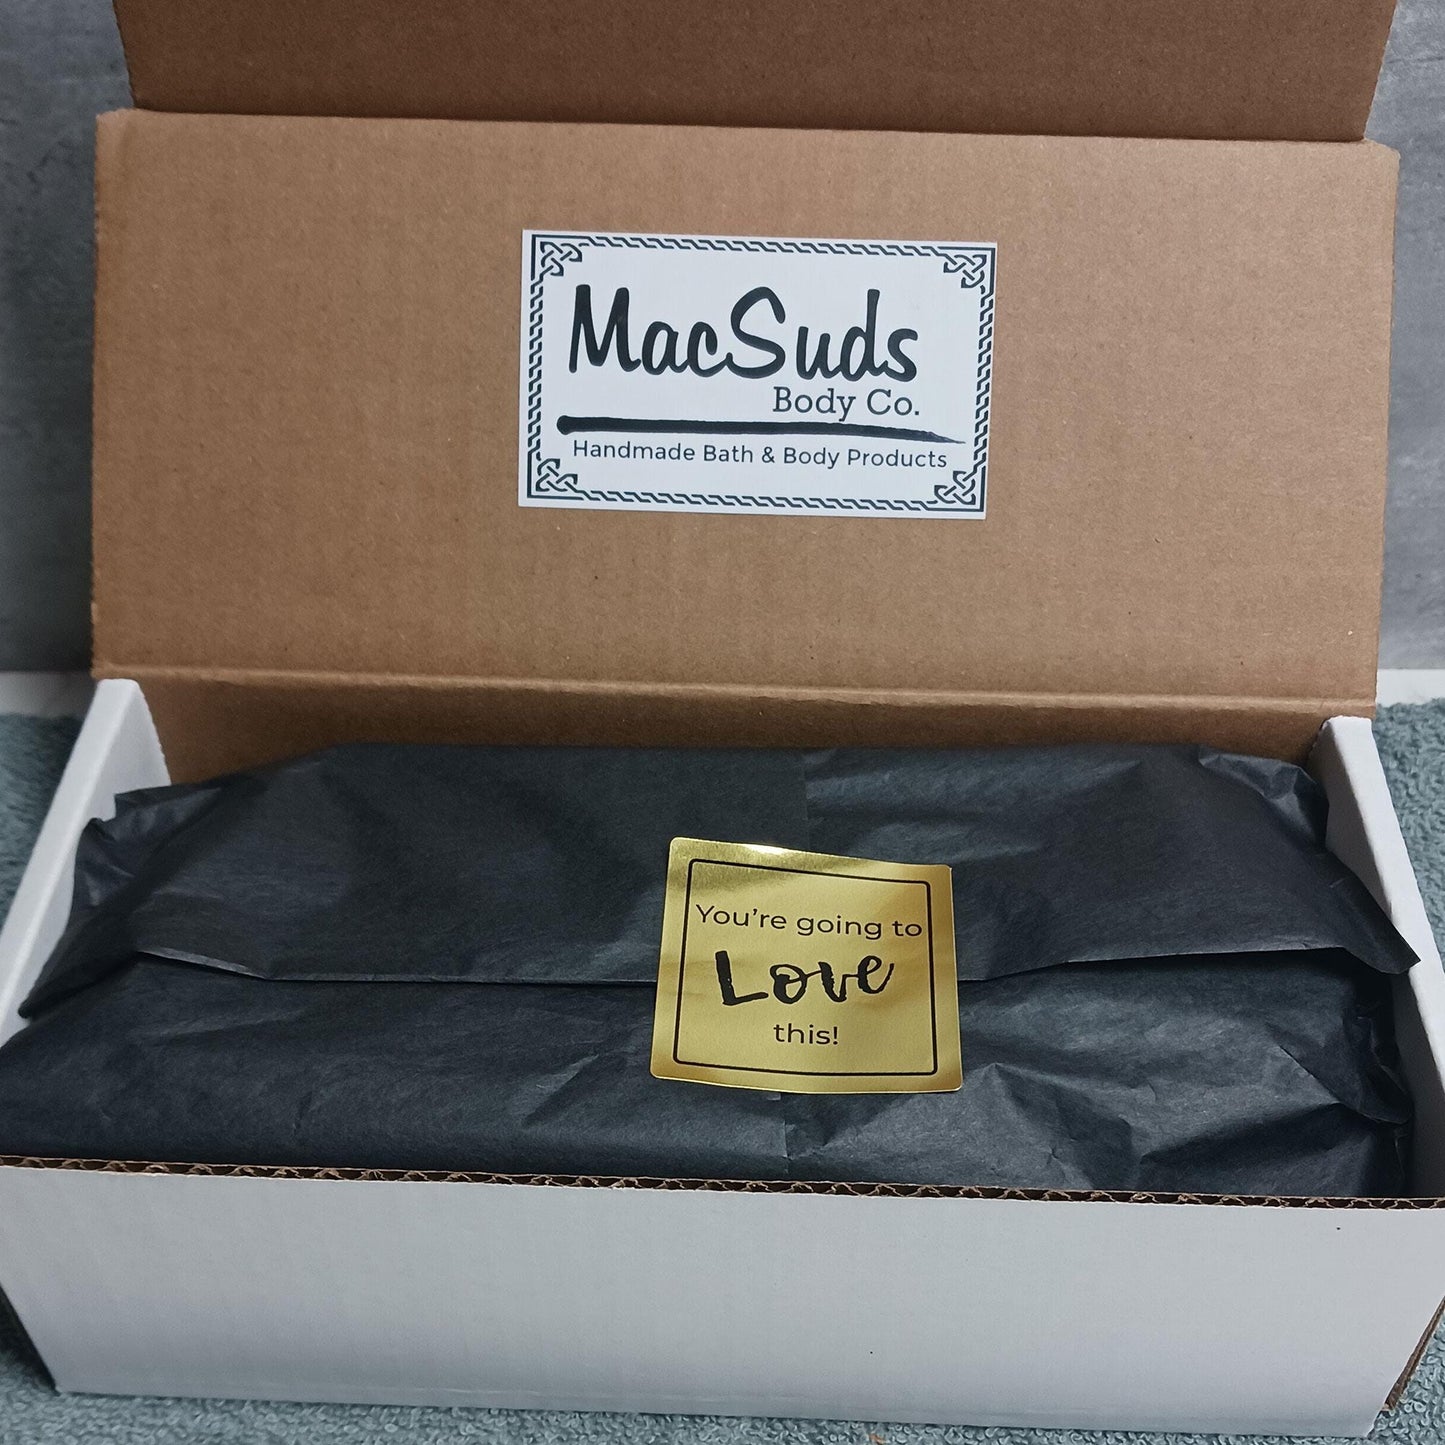 MacSuds
Body Co.
Handmade Bath & Body Products
You're going to
Love
this!